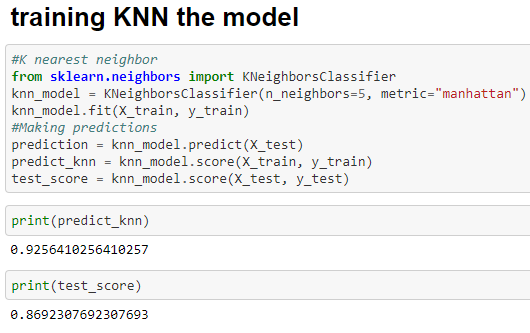 training KNN the model
#K nearest neighbor
from sklearn.neighbors import KNeighborsClassifier
knn_model = KNeighborsClassifier(n_neighbors=5, metric="manhattan")
knn_model.fit(X_train, y_train)
#Making predictions
prediction = knn_model.predict(X_test)
predict_knn = knn_model.score(X_train, y_train)
test_score = knn_model.score(X_test, y_test)
print(predict_knn)
0.9256410256410257
print(test_score)
0.8692307692307693